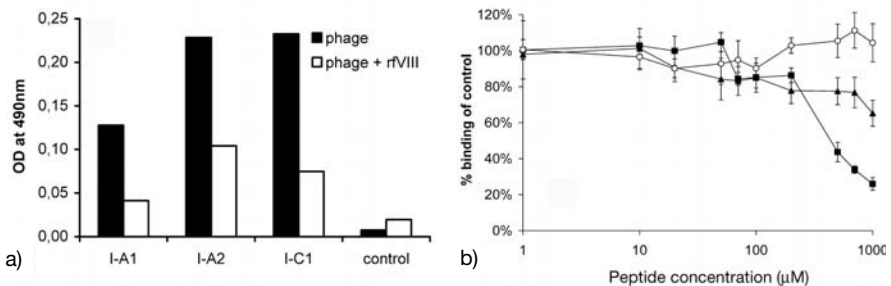 0,25
0,20
0,15
0,10
0,05
0,00
OD at 490nm
phage
phage + rfVIII
I-A1 I-A2 I-C1 control
a)
120%
100%
80%
60%
40%
20%
0%
% binding of control
1 10 100 1000
Peptide concentration (µM)
b)